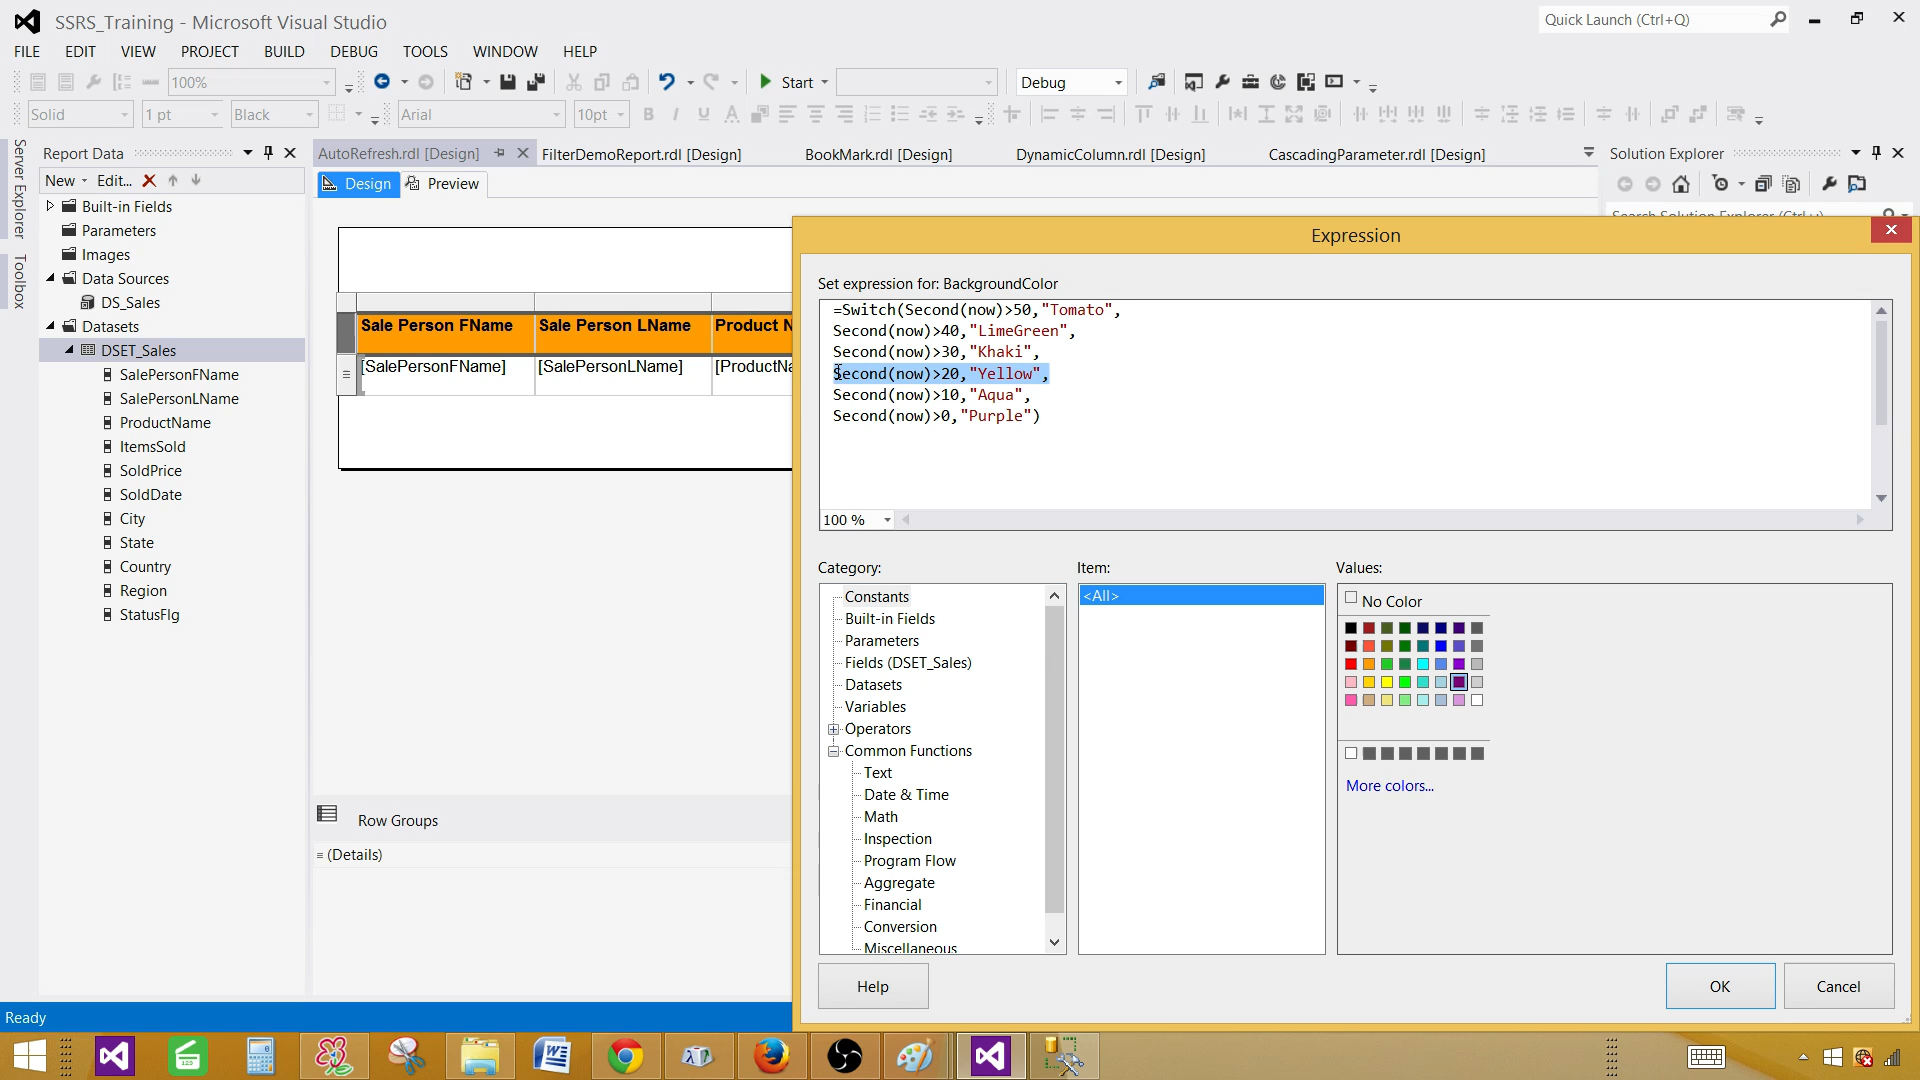 SSRS_Training - Microsoft Visual Studio
Quick Launch (Ctrl+Q)
FILE EDIT VIEW PROJECT BUILD DEBUG TOOLS WINDOW HELP
100% Start Debug
Solid 1 pt Black Arial 10pt B I U A
Server Explorer
Toolbox
Report Data
AutoRefresh.rdl [Design] FilterDemoReport.rdl [Design] BookMark.rdl [Design] DynamicColumn.rdl [Design] CascadingParameter.rdl [Design]
Solution Explorer
New Edit...
Design Preview
Built-in Fields
Parameters
Images
Data Sources
DS_Sales
Datasets
DSET_Sales
SalePersonFName
SalePersonLName
ProductName
ItemsSold
SoldPrice
SoldDate
City
State
Country
Region
StatusFlg
Sale Person FName Sale Person LName Product N
[SalePersonFName] [SalePersonLName] [ProductNa
Row Groups
(Details)
Expression
Set expression for: BackgroundColor
=Switch(Second(now)>50,"Tomato",
Second(now)>40,"LimeGreen",
Second(now)>30,"Khaki",
Second(now)>20,"Yellow",
Second(now)>10,"Aqua",
Second(now)>0,"Purple")
100 %
Category: Item: Values:
Constants
Built-in Fields
Parameters
Fields (DSET_Sales)
Datasets
Variables
Operators
Common Functions
Text
Date & Time
Math
Inspection
Program Flow
Aggregate
Financial
Conversion
Miscellaneous
<All>
No Color
More colors...
Help OK Cancel
Ready